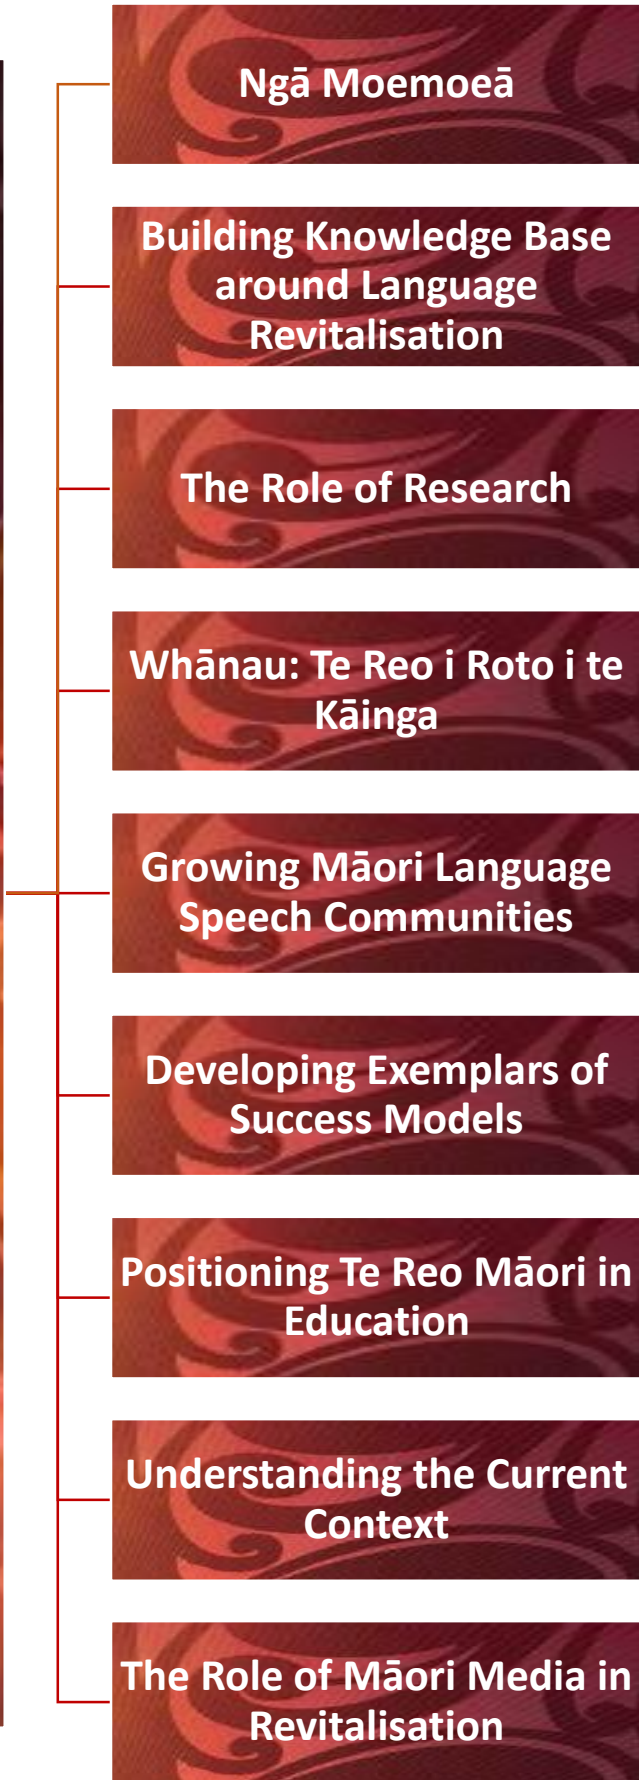 Ngā Moemoeā
Building Knowledge Base
around Language
Revitalisation
The Role of Research
Whānau: Te Reo i Roto i te
Kāinga
Growing Māori Language
Speech Communities
Developing Exemplars of
Success Models
Positioning Te Reo Māori in
Education
Understanding the Current
Context
The Role of Māori Media in
Revitalisation